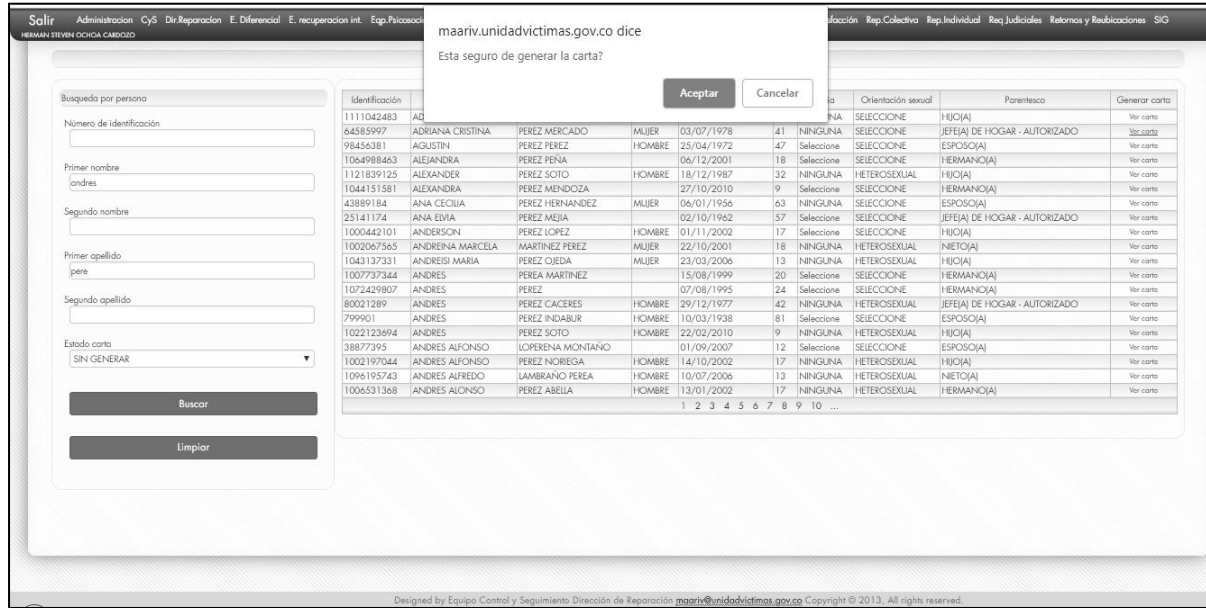 Salir Administracion CyS Dir.Reparacion E. Diferencial E. recuperacion int. Rep.Colectiva Rep.Individual Req.Judiciales Retornos y Reubicaciones SIG
HERMAN STEVEN OCHOA CARDOZO
maariv.unidadvictimas.gov.co dice
Esta seguro de generar la carta?
Aceptar Cancelar
Busqueda por persona
Número de identificación
Primer nombre
andres
Segundo nombre
Primer apellido
pere
Segundo apellido
Estado carta
SIN GENERAR
Buscar
Limpiar
Identificación Orientación sexual Parentesco Generar carta
1111042483 SELECCIONE HIJO(A) Ver carta
64585997 ADRIANA CRISTINA PEREZ MERCADO MUJER 03/07/1978 41 NINGUNA SELECCIONE JEFE(A) DE HOGAR - AUTORIZADO Ver carta
98456381 AGUSTIN PEREZ PEREZ HOMBRE 25/04/1972 47 Seleccione SELECCIONE ESPOSO(A) Ver carta
1064988463 ALEJANDRA PEREZ PEÑA 06/12/2001 18 Seleccione SELECCIONE HERMANO(A) Ver carta
1121839125 ALEXANDER PEREZ SOTO HOMBRE 18/12/1987 32 NINGUNA HETEROSEXUAL HIJO(A) Ver carta
1044151581 ALEXANDRA PEREZ MENDOZA 27/10/2010 9 Seleccione SELECCIONE HERMANO(A) Ver carta
43889184 ANA CECILIA PEREZ HERNANDEZ MUJER 06/01/1956 63 NINGUNA SELECCIONE ESPOSO(A) Ver carta
25141174 ANA ELVIA PEREZ MEJIA 02/10/1962 57 Seleccione SELECCIONE JEFE(A) DE HOGAR - AUTORIZADO Ver carta
1000442101 ANDERSON PEREZ LOPEZ HOMBRE 01/11/2002 17 Seleccione SELECCIONE HIJO(A) Ver carta
1002067565 ANDREINA MARCELA MARTINEZ PEREZ MUJER 22/10/2001 18 NINGUNA HETEROSEXUAL NIETO(A) Ver carta
1043137331 ANDREISI MARIA PEREZ OJEDA MUJER 23/03/2006 13 NINGUNA HETEROSEXUAL HIJO(A) Ver carta
1007737344 ANDRES PEREA MARTINEZ 15/08/1999 20 Seleccione SELECCIONE HERMANO(A) Ver carta
1072429807 ANDRES PEREZ 07/08/1995 24 Seleccione SELECCIONE HERMANO(A) Ver carta
80021289 ANDRES PEREZ CACERES HOMBRE 29/12/1977 42 NINGUNA HETEROSEXUAL JEFE(A) DE HOGAR - AUTORIZADO Ver carta
799901 ANDRES PEREZ INDABUR HOMBRE 10/03/1938 81 Seleccione SELECCIONE ESPOSO(A) Ver carta
1022123694 ANDRES PEREZ SOTO HOMBRE 22/02/2010 9 NINGUNA HETEROSEXUAL HIJO(A) Ver carta
38877395 ANDRES ALFONSO LOPERENA MONTAÑO 01/09/2007 12 Seleccione SELECCIONE ESPOSO(A) Ver carta
1002197044 ANDRES ALFONSO PEREZ NORIEGA HOMBRE 14/10/2002 17 NINGUNA HETEROSEXUAL HIJO(A) Ver carta
1096195743 ANDRES ALFREDO LAMBRAÑO PEREA HOMBRE 10/07/2006 13 NINGUNA HETEROSEXUAL NIETO(A) Ver carta
1006531368 ANDRES ALONSO PEREZ ABELLA HOMBRE 13/01/2002 17 NINGUNA HETEROSEXUAL HERMANO(A) Ver carta
1 2 3 4 5 6 7 8 9 10 ...
Designed by Equipo Control y Seguimiento Dirección de Reparación maariv@unidadvictimas.gov.co Copyright © 2013, All rights reserved.